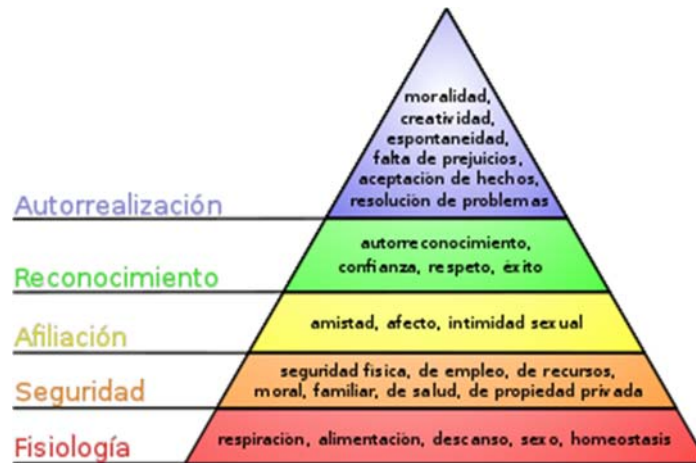 moralidad,
creatividad,
espontaneidad,
falta de prejuicios,
aceptación de hechos,
resolución de problemas
Autorrealización
autorreconocimiento,
confianza, respeto, éxito
Reconocimiento
amistad, afecto, intimidad sexual
Afiliación
seguridad física, de empleo, de recursos,
moral, familiar, de salud, de propiedad privada
Seguridad
respiración, alimentación, descanso, sexo, homeostasis
Fisiología